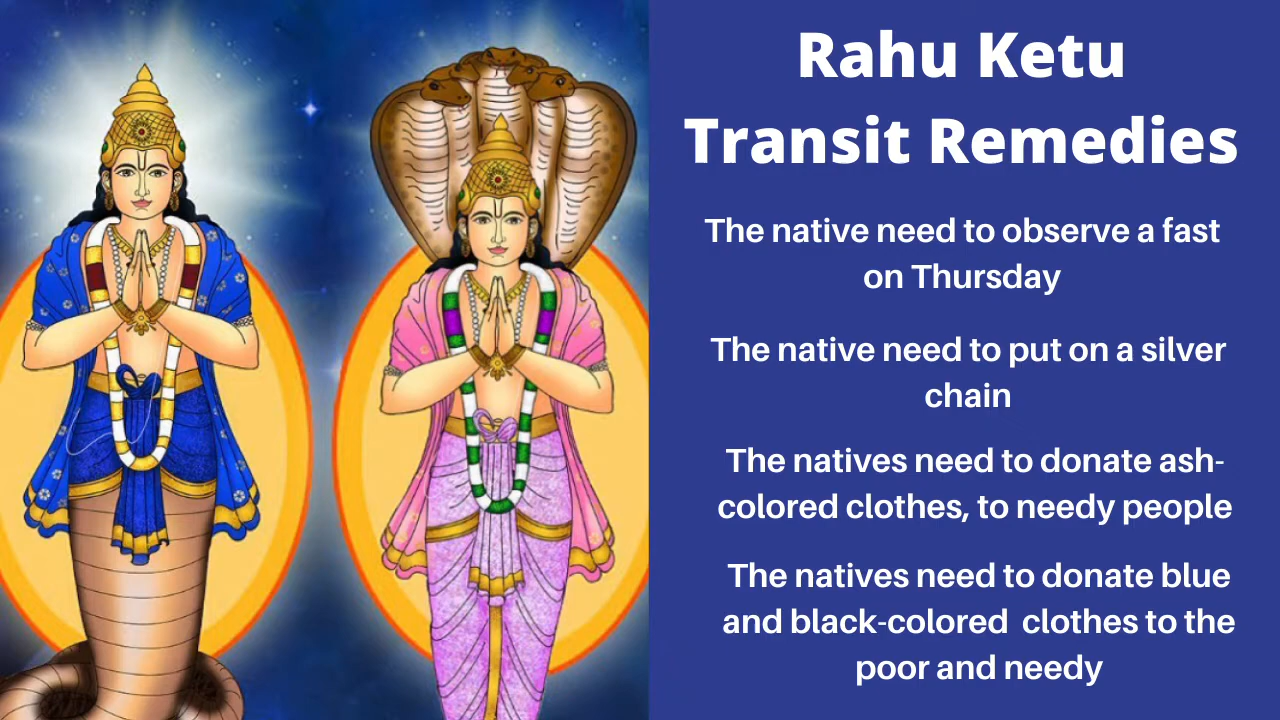 Rahu Ketu
Transit Remedies
The native need to observe a fast
on Thursday
The native need to put on a silver
chain
The natives need to donate ash-
colored clothes, to needy people
The natives need to donate blue
and black-colored  clothes to the
poor and needy